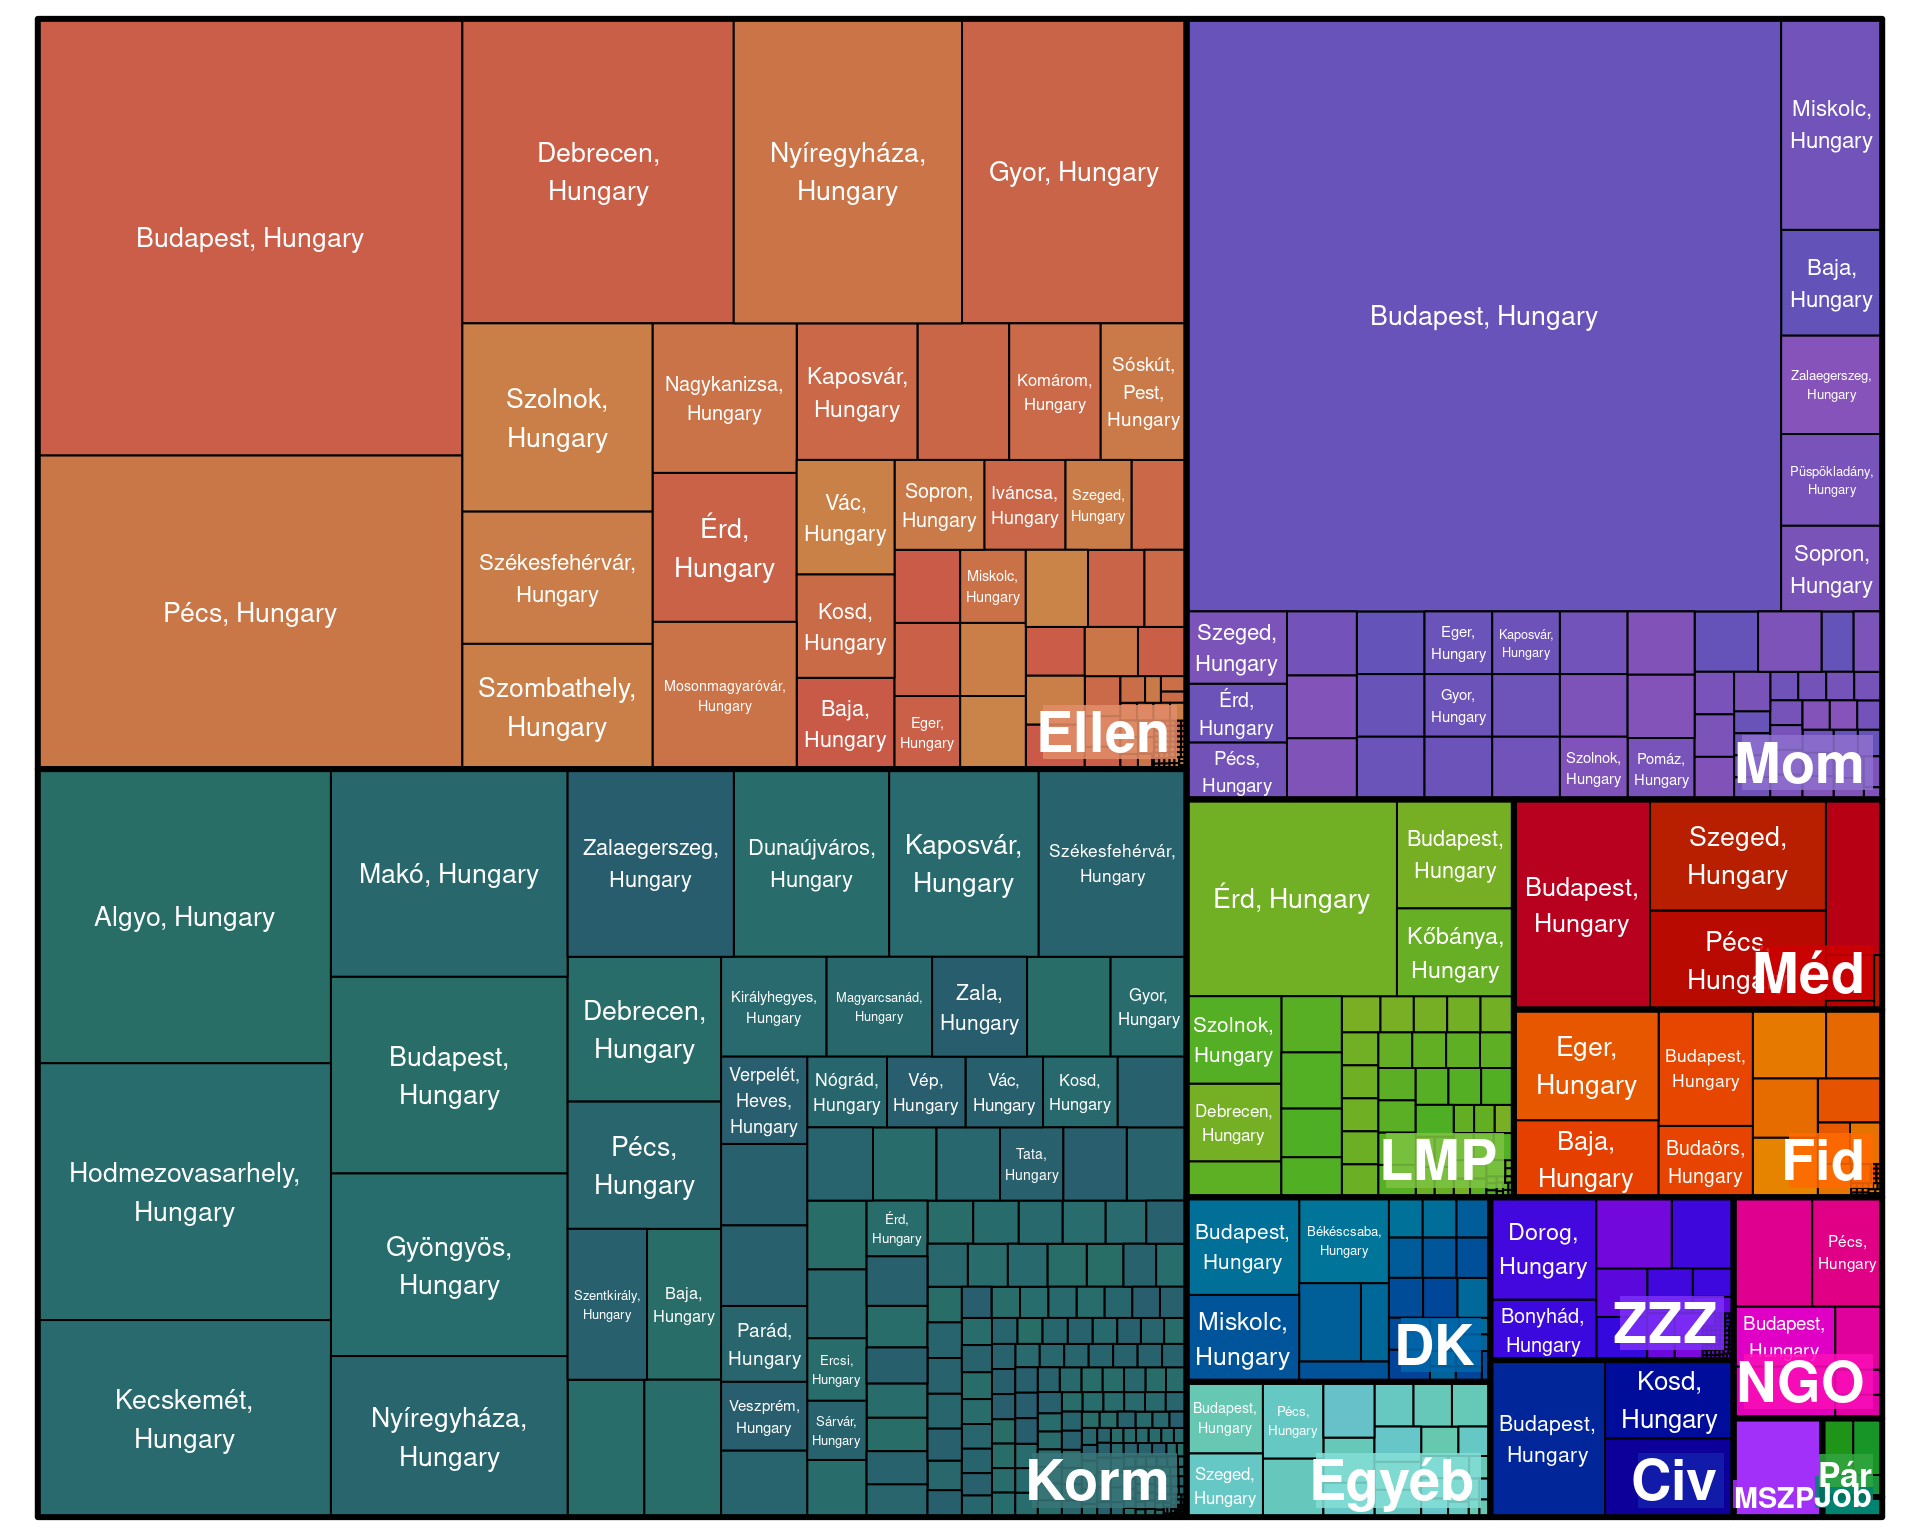 Budapest, Hungary
Pécs, Hungary
Debrecen,
Hungary
Nyíregyháza,
Hungary
Gyor, Hungary
Szolnok,
Hungary
Székesfehérvár,
Hungary
Szombathely,
Hungary
Nagykanizsa,
Hungary
Érd,
Hungary
Mosonmagyaróvár,
Hungary
Kaposvár,
Hungary
Komárom,
Hungary
Sóskút,
Pest,
Hungary
Vác,
Hungary
Kosd,
Hungary
Baja,
Hungary
Sopron,
Hungary
Iváncsa,
Hungary
Szeged,
Hungary
Miskolc,
Hungary
Eger,
Hungary
Ellen
Budapest, Hungary
Miskolc,
Hungary
Baja,
Hungary
Zalaegerszeg,
Hungary
Püspökladány,
Hungary
Sopron,
Hungary
Szeged,
Hungary
Érd,
Hungary
Pécs,
Hungary
Eger,
Hungary
Kaposvár,
Hungary
Gyor,
Hungary
Szolnok,
Hungary
Pomáz,
Hungary
Mom
Algyo, Hungary
Hodmezovasarhely,
Hungary
Kecskemét,
Hungary
Makó, Hungary
Budapest,
Hungary
Gyöngyös,
Hungary
Nyíregyháza,
Hungary
Zalaegerszeg,
Hungary
Dunaújváros,
Hungary
Kaposvár,
Hungary
Székesfehérvár,
Hungary
Debrecen,
Hungary
Pécs,
Hungary
Szentkirály,
Hungary
Baja,
Hungary
Királyhegyes,
Hungary
Magyarcsanád,
Hungary
Zala,
Hungary
Gyor,
Hungary
Verpelét,
Heves,
Hungary
Nógrád,
Hungary
Vép,
Hungary
Vác,
Hungary
Kosd,
Hungary
Tata,
Hungary
Érd,
Hungary
Parád,
Hungary
Ercsi,
Hungary
Veszprém,
Hungary
Sárvár,
Hungary
Korm
Érd, Hungary
Budapest,
Hungary
Kőbánya,
Hungary
Szolnok,
Hungary
Debrecen,
Hungary
LMP
Budapest,
Hungary
Szeged,
Hungary
Pécs,
Hungary
Méd
Eger,
Hungary
Baja,
Hungary
Budapest,
Hungary
Budaörs,
Hungary
Fid
Budapest,
Hungary
Miskolc,
Hungary
Békéscsaba,
Hungary
DK
Dorog,
Hungary
Bonyhád,
Hungary
ZZZ
Pécs,
Hungary
Budapest,
Hungary
NGO
Budapest,
Hungary
Pécs,
Hungary
Szeged,
Hungary
Egyéb
Budapest,
Hungary
Kosd,
Hungary
Civ
MSZP
Pár
Job